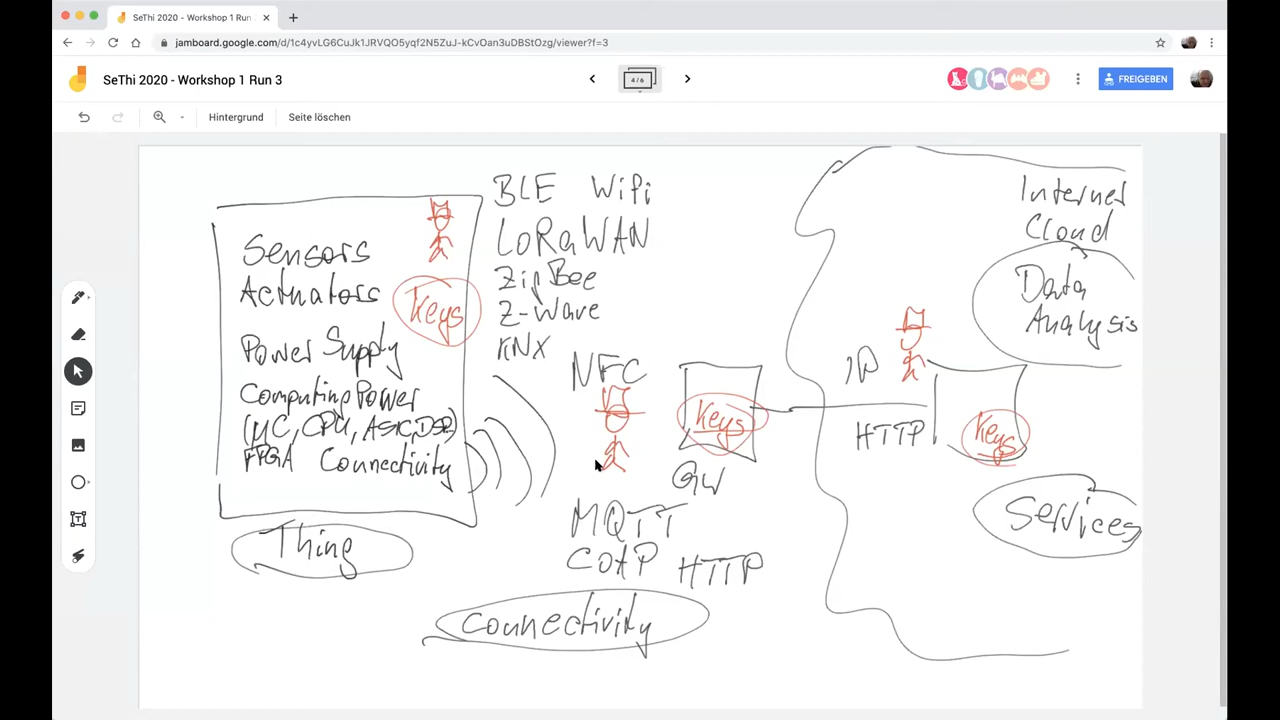 SeThi 2020 - Workshop 1 Run
jamboard.google.com/d/1c4yvLG6CuJk1JRVQO5yqf2N5ZuJ-kCvOan3uDBStOzg/viewer?f=3
SeThi 2020 - Workshop 1 Run 3
4/6
FREIGEBEN
Hintergrund
Seite löschen
Sensors
Actuators
Keys
Power Supply
Computing Power
(µC, CPU, ASIC, DSP)
FPGA Connectivity
Thing
BLE Wifi
LoRaWAN
ZigBee
Z-Wave
KNX
NFC
Keys
GW
MQTT
COAP HTTP
Connectivity
IP
HTTP
Keys
Internet
Cloud
Data
Analysis
Services